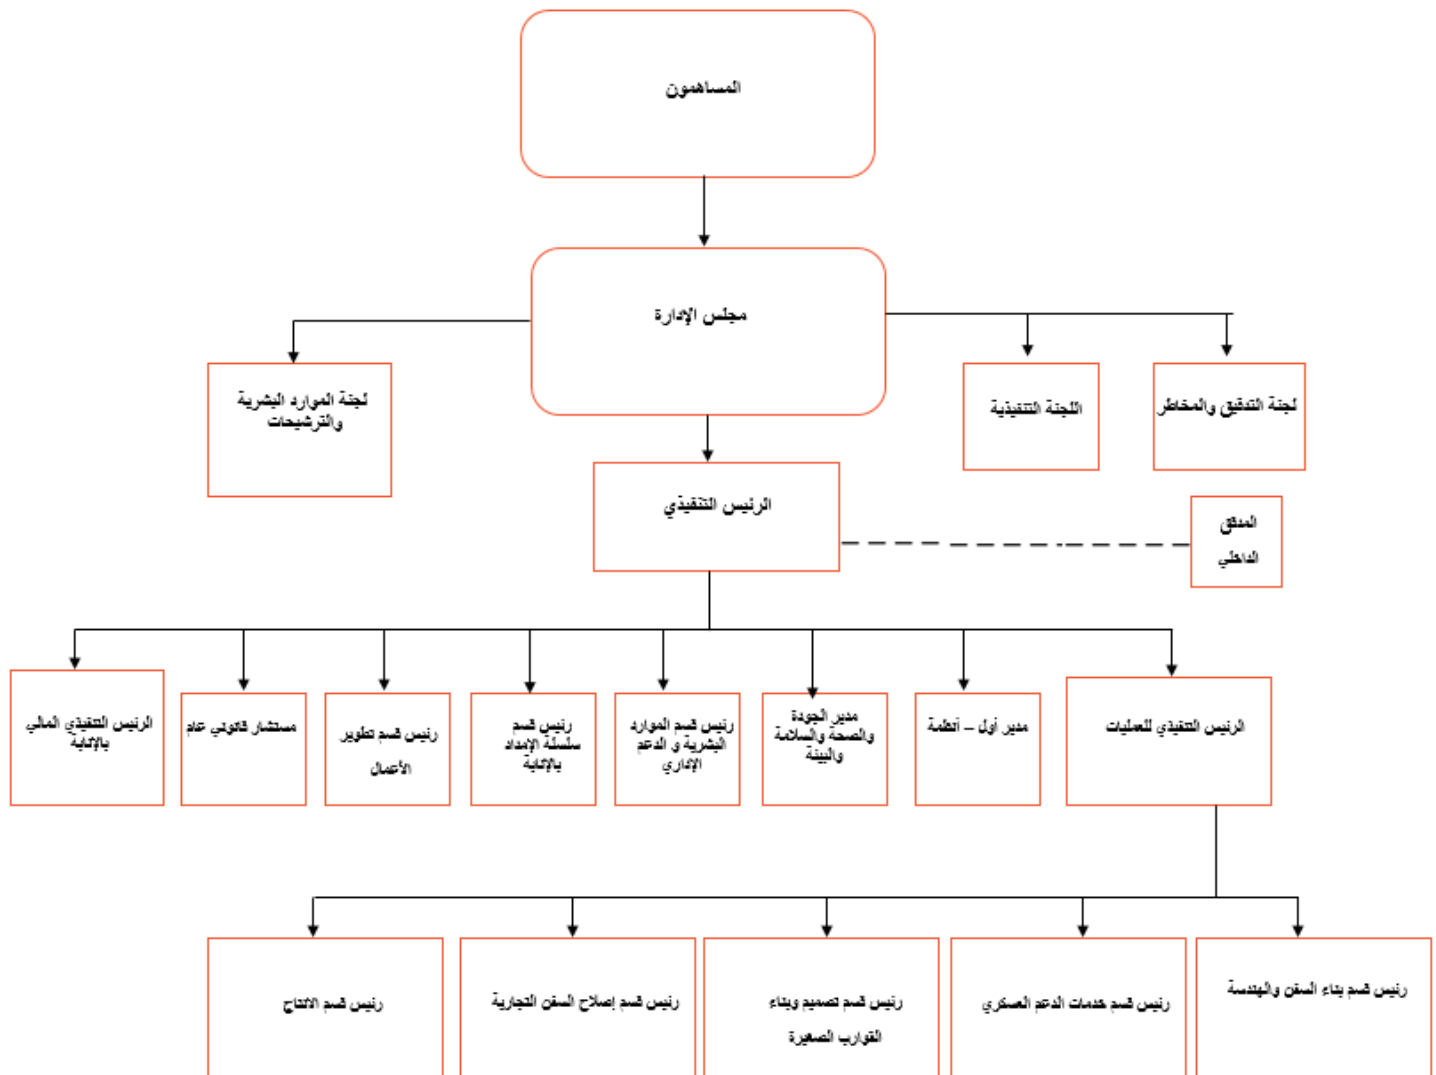 المساهمون
مجلس الإدارة
لجنة التدقيق والمخاطر
اللجنة التنفيذية
لجنة الموارد البشرية
والترشيحات
الرئيس التنفيذي
المدقق
الداخلي
الرئيس التنفيذي للعمليات
مدير أول – أنظمة
مدير الجودة
والصحة والسلامة
والبيئة
رئيس قسم الموارد
البشرية و الدعم
الإداري
رئيس قسم
سلسلة الإمداد
بالإنابة
رئيس قسم تطوير
الأعمال
مستشار قانوني عام
الرئيس التنفيذي المالي
بالإنابة
رئيس قسم بناء السفن والهندسة
رئيس قسم خدمات الدعم العسكري
رئيس قسم تصميم وبناء
القوارب الصغيرة
رئيس قسم إصلاح السفن التجارية
رئيس قسم الانتاج